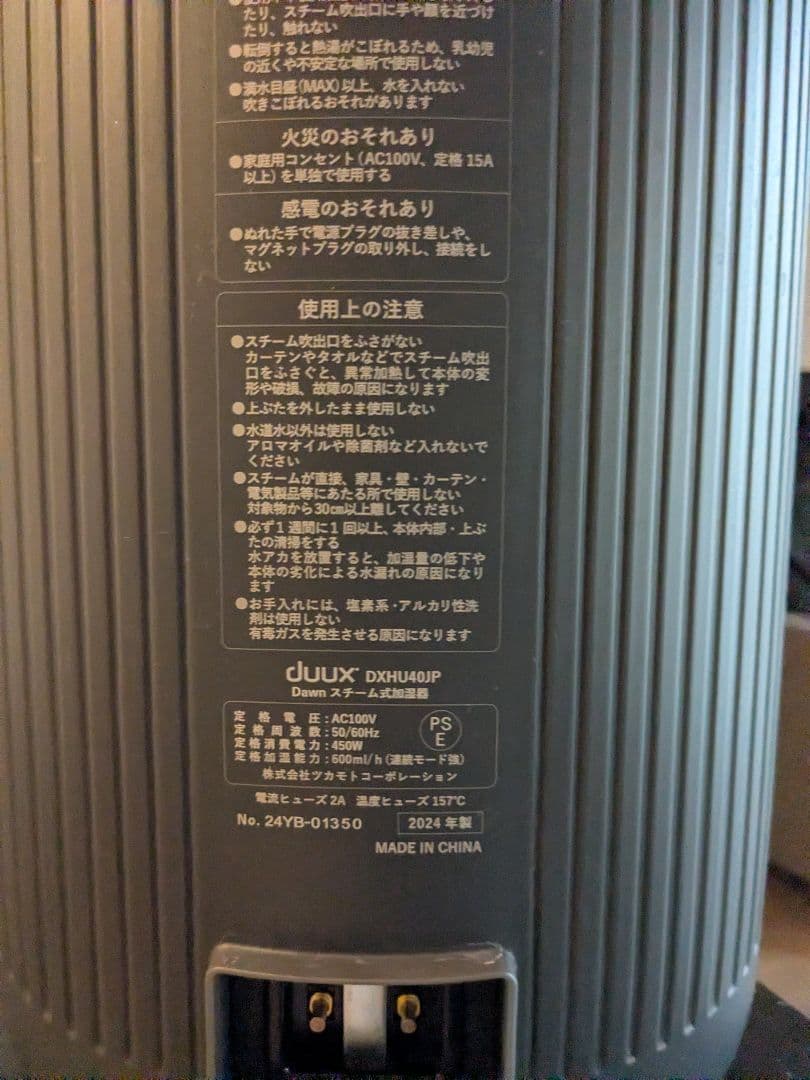 たり、スチーム吹出口に手や顔を近づけ
たり、触れない
●転倒すると熱湯がこぼれるため、乳幼児
の近くや不安定な場所で使用しない
●満水目盛(MAX)以上、水を入れない
吹きこぼれるおそれがあります
火災のおそれあり
●家庭用コンセント(AC100V、定格15A
以上)を単独で使用する
感電のおそれあり
●ぬれた手で電源プラグの抜き差しや、
マグネットプラグの取り外し、接続をし
ない
使用上の注意
●スチーム吹出口をふさがない
カーテンやタオルなどでスチーム吹出
口をふさぐと、異常加熱して本体の変
形や破損、故障の原因になります
●上ぶたを外したまま使用しない
●水道水以外は使用しない
アロマオイルや除菌剤など入れないで
ください
●スチームが直接、家具・壁・カーテン・
電気製品等にあたる所で使用しない
対象物から30cm以上離してください
●必ず1週間に1回以上、本体内部・上ぶ
たの清掃をする
水アカを放置すると、加湿量の低下や
本体の劣化による水漏れの原因になり
ます
●お手入れには、塩素系・アルカリ性洗
剤は使用しない
有毒ガスを発生させる原因になります
duux DXHU40JP
Dawn スチーム式加湿器
定格電圧:AC100V
定格周波数:50/60Hz
定格消費電力:450W
定格加湿能力:600ml/h(連続モード強)
PS
E
株式会社ツカモトコーポレーション
電流ヒューズ2A 温度ヒューズ157℃
No. 24YB-01350 2024年製
MADE IN CHINA